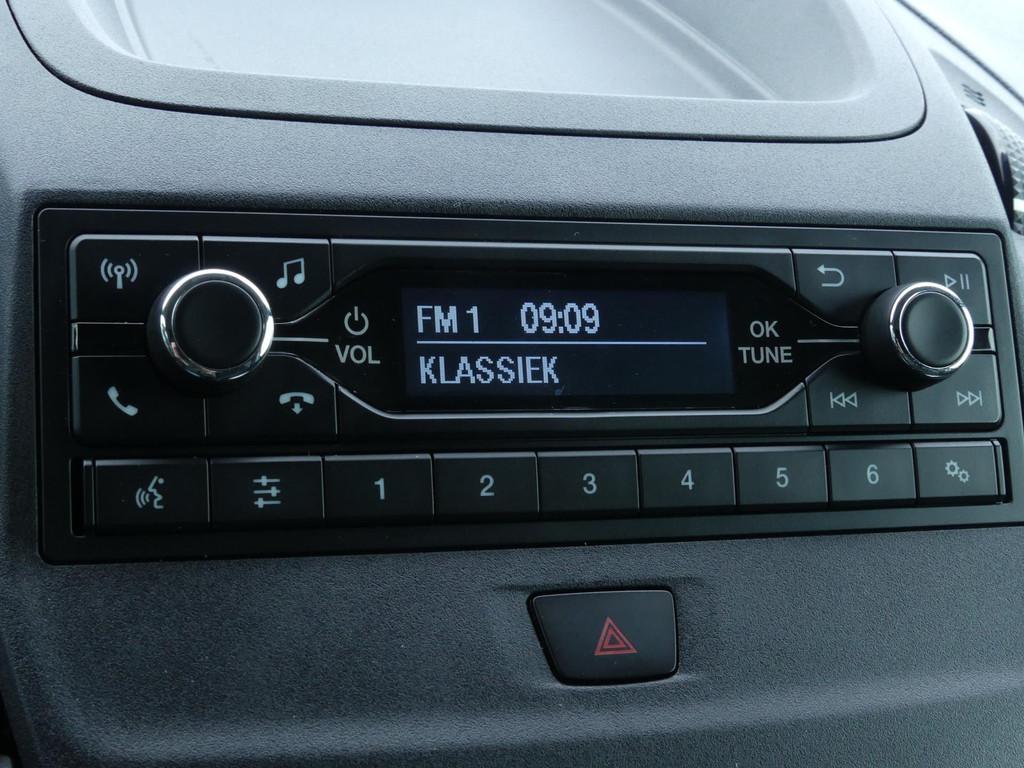 FM 1 09:09
KLASSIEK
VOL
OK
TUNE
1 2 3 4 5 6